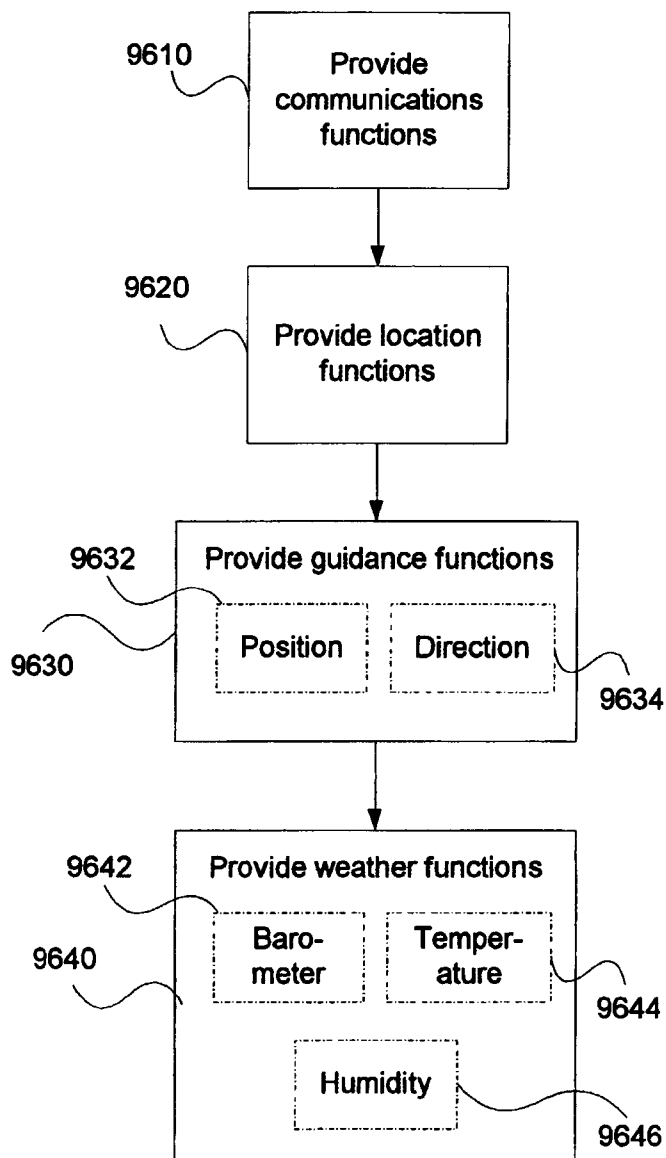 9610
Provide
communications
functions
9620
Provide location
functions
9632
Provide guidance functions
9630
Position
Direction
9634
9642
Provide weather functions
9640
Baro-
meter
Temper-
ature
9644
Humidity
9646